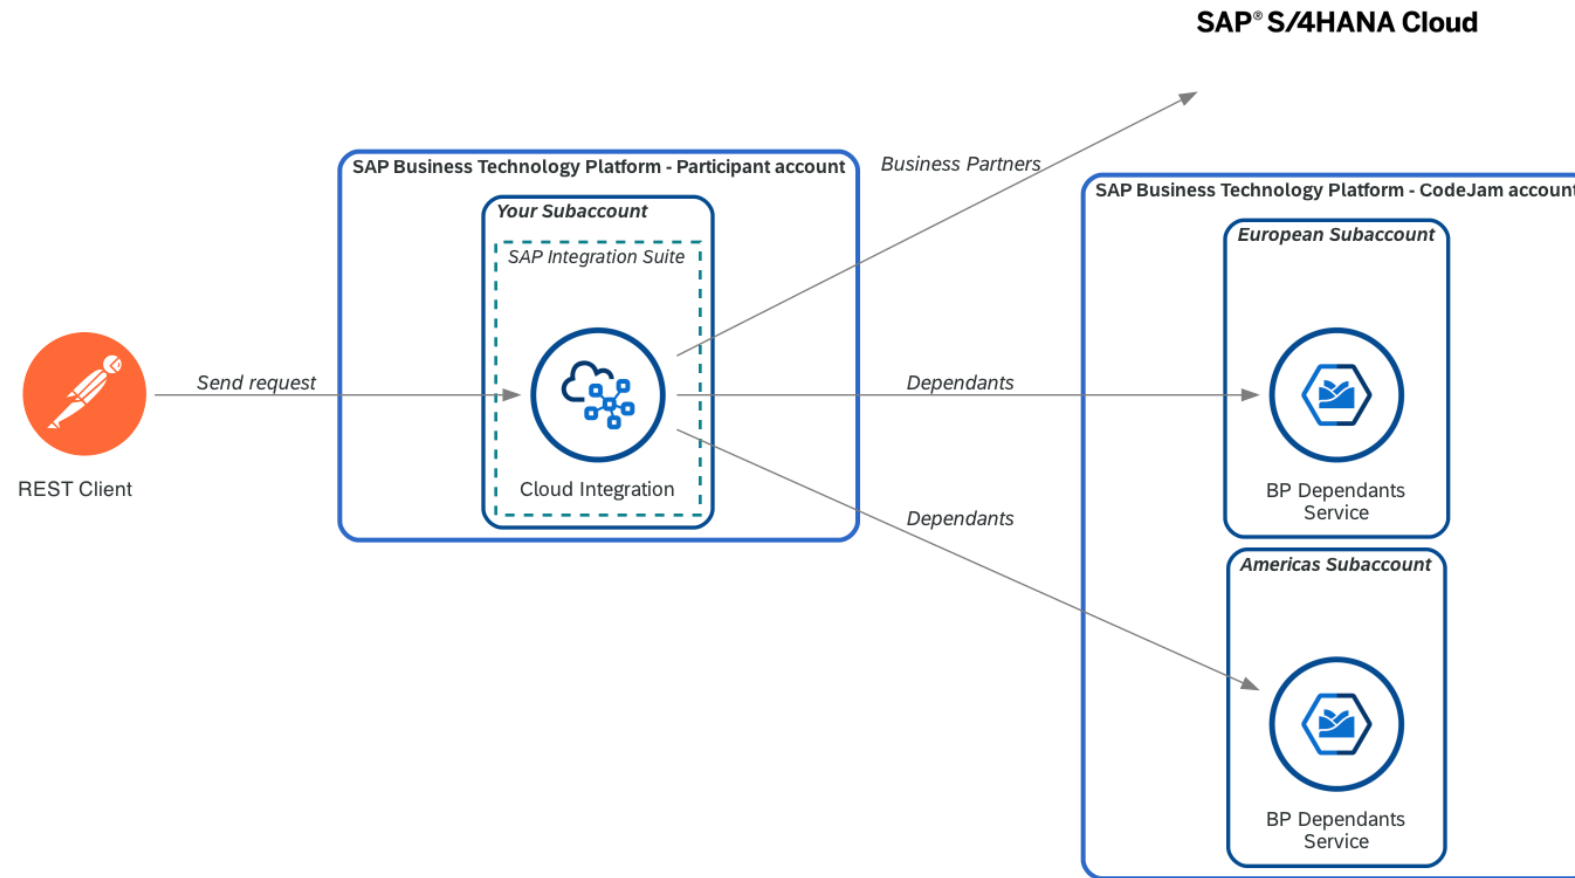 SAP® S/4HANA Cloud
SAP Business Technology Platform - Participant account
Your Subaccount
SAP Integration Suite
Cloud Integration
REST Client
Send request
Business Partners
Dependants
Dependants
SAP Business Technology Platform - CodeJam account
European Subaccount
BP Dependants
Service
Americas Subaccount
BP Dependants
Service